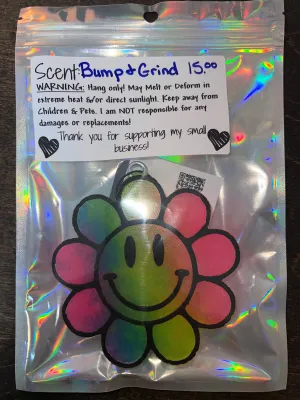 Scent: Bump & Grind 15.00
WARNING: Hang only! May Melt or Deform in
extreme heat &/or direct sunlight. Keep away from
Children & Pets. I am NOT responsible for any
damages or replacements!
Thank you for supporting my small
business!